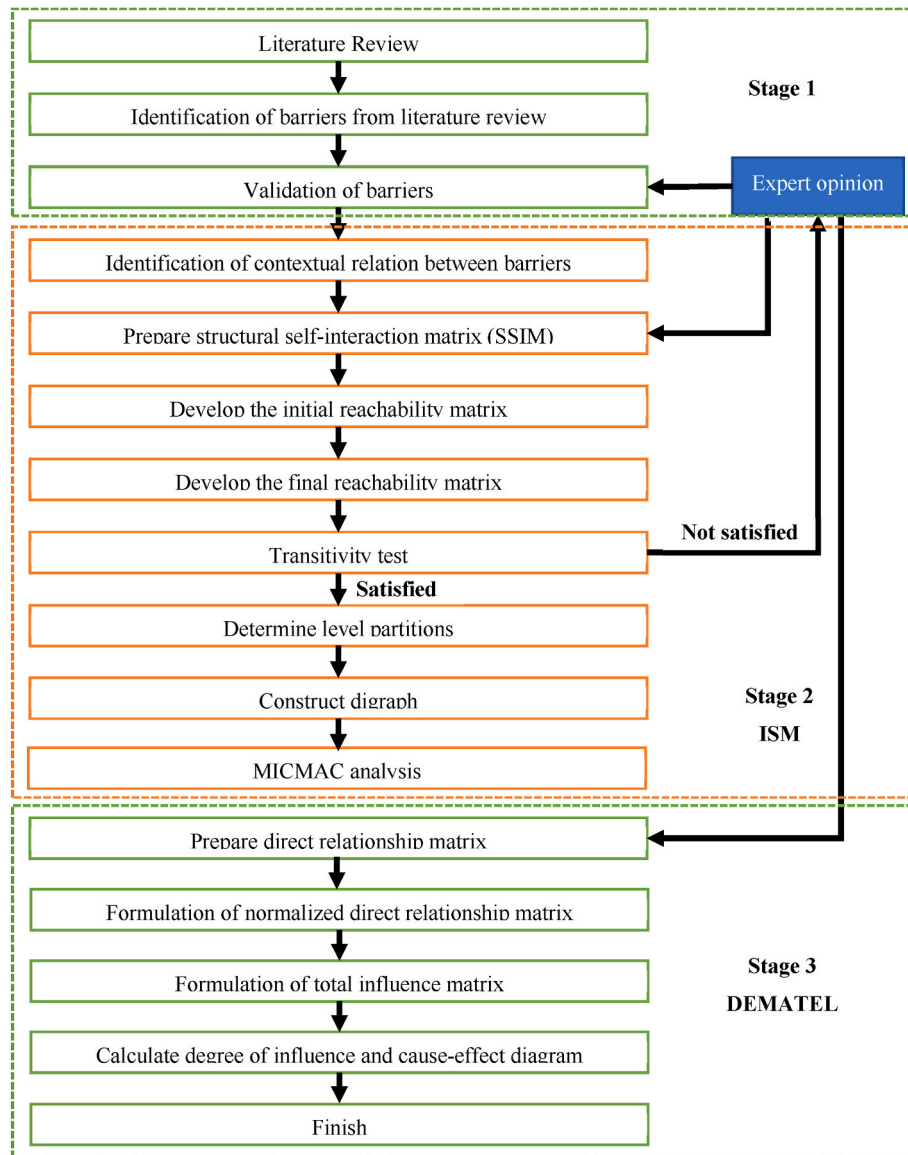 Literature Review
Stage 1
Identification of barriers from literature review
Expert opinion
Validation of barriers
Identification of contextual relation between barriers
Prepare structural self-interaction matrix (SSIM)
Develop the initial reachability matrix
Develop the final reachability matrix
Not satisfied
Transitivity test
Satisfied
Determine level partitions
Construct digraph
Stage 2
ISM
MICMAC analysis
Prepare direct relationship matrix
Formulation of normalized direct relationship matrix
Stage 3
DEMATEL
Formulation of total influence matrix
Calculate degree of influence and cause-effect diagram
Finish